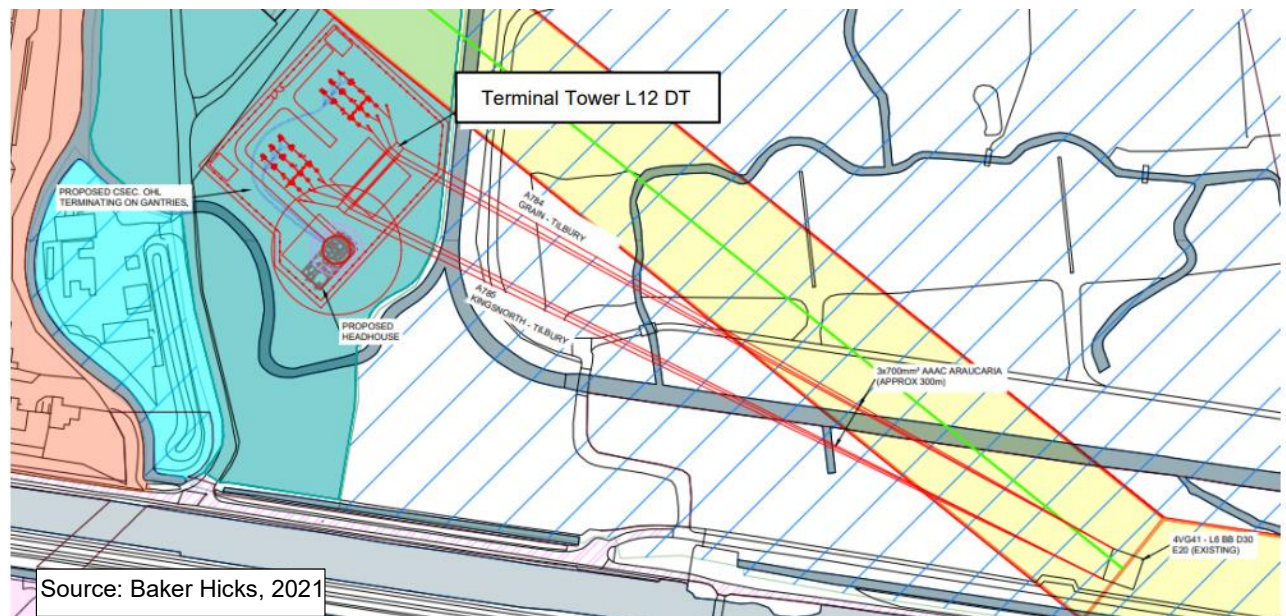 Terminal Tower L12 DT
PROPOSED CSEC. OHL
TERMINATING ON GANTRIES,
A784
GRAIN - TILBURY
A785
KINGSNORTH - TILBURY
PROPOSED
HEADHOUSE
3x700mm² AAAC ARAUCARIA
(APPROX 300m)
4VG41 - L6 BB D30
E20 (EXISTING)
Source: Baker Hicks, 2021